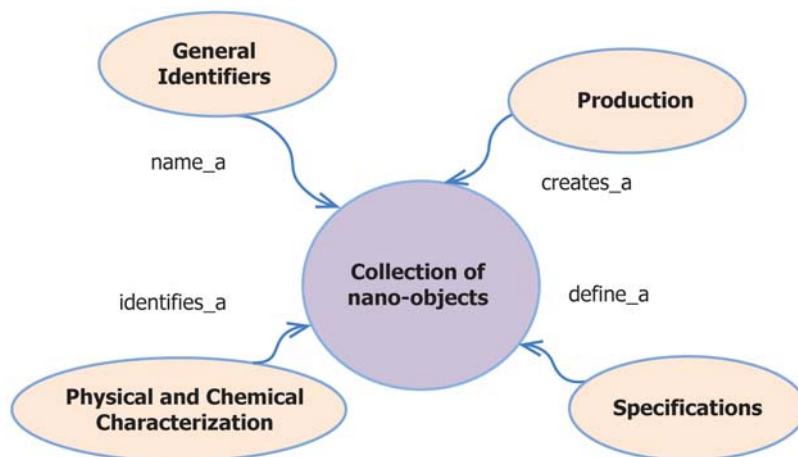 General
Identifiers
Production
name_a
creates_a
Collection of
nano-objects
identifies_a
define_a
Physical and Chemical
Characterization
Specifications